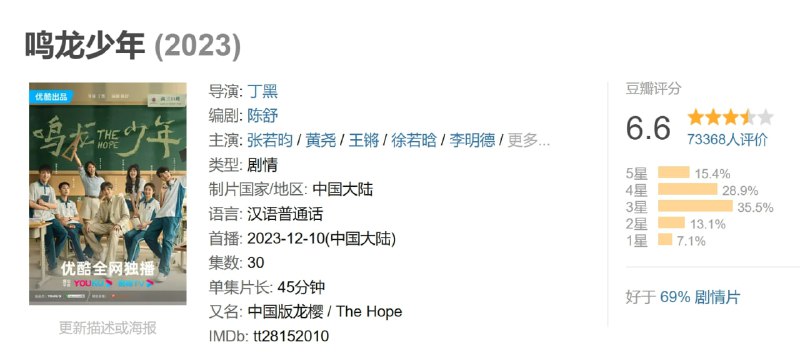 鸣龙少年 (2023)
优酷出品
鸣龙少年
THE HOPE
优酷全网独播
YOUKU
更新描述或海报
导演: 丁黑
编剧: 陈舒
主演: 张若昀 / 黄尧 / 王锵 / 徐若晗 / 李明德 / 更多...
类型: 剧情
制片国家/地区: 中国大陆
语言: 汉语普通话
首播: 2023-12-10(中国大陆)
集数: 30
单集片长: 45分钟
又名: 中国版龙樱 / The Hope
IMDb: tt28152010
豆瓣评分
6.6
73368人评价
5星 15.4%
4星 28.9%
3星 35.5%
2星 13.1%
1星 7.1%
好于 69% 剧情片